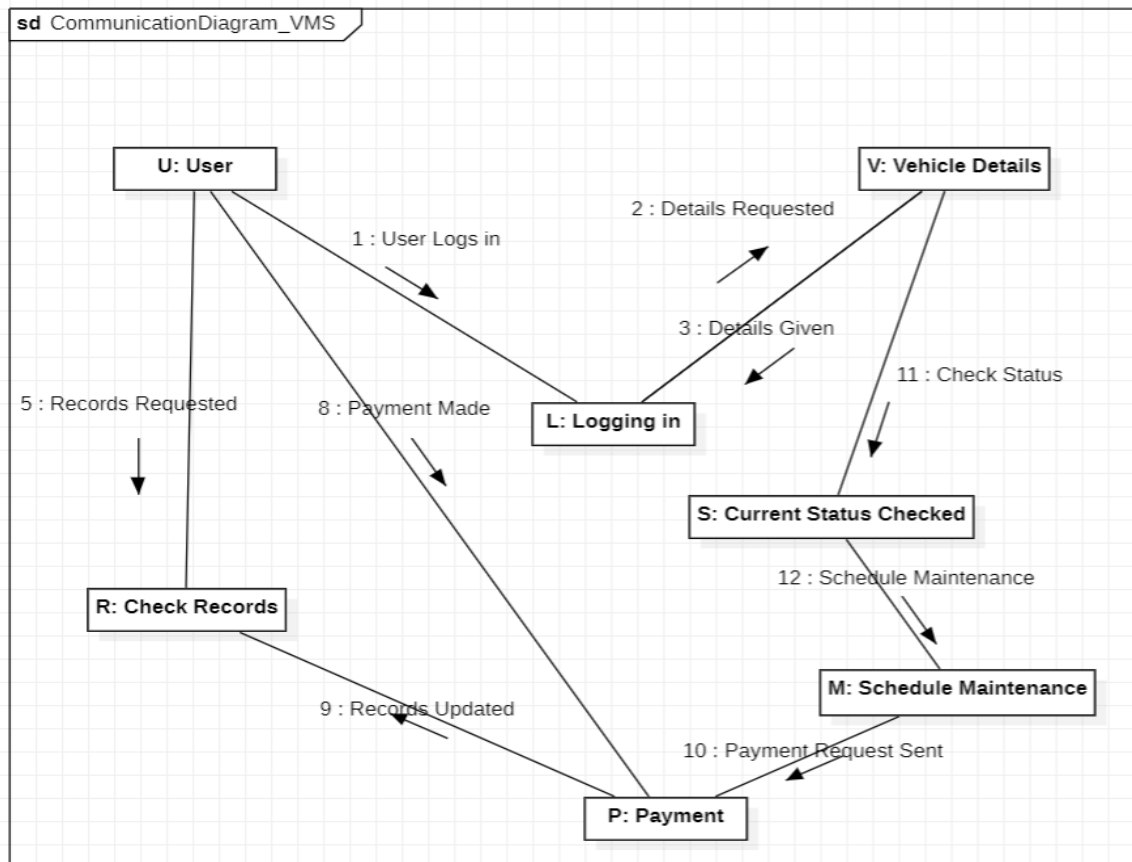 sd CommunicationDiagram_VMS
U: User
V: Vehicle Details
2 : Details Requested
1 : User Logs in
3 : Details Given
11 : Check Status
5 : Records Requested
8 : Payment Made
L: Logging in
S: Current Status Checked
12 : Schedule Maintenance
R: Check Records
M: Schedule Maintenance
9 : Records Updated
10 : Payment Request Sent
P: Payment